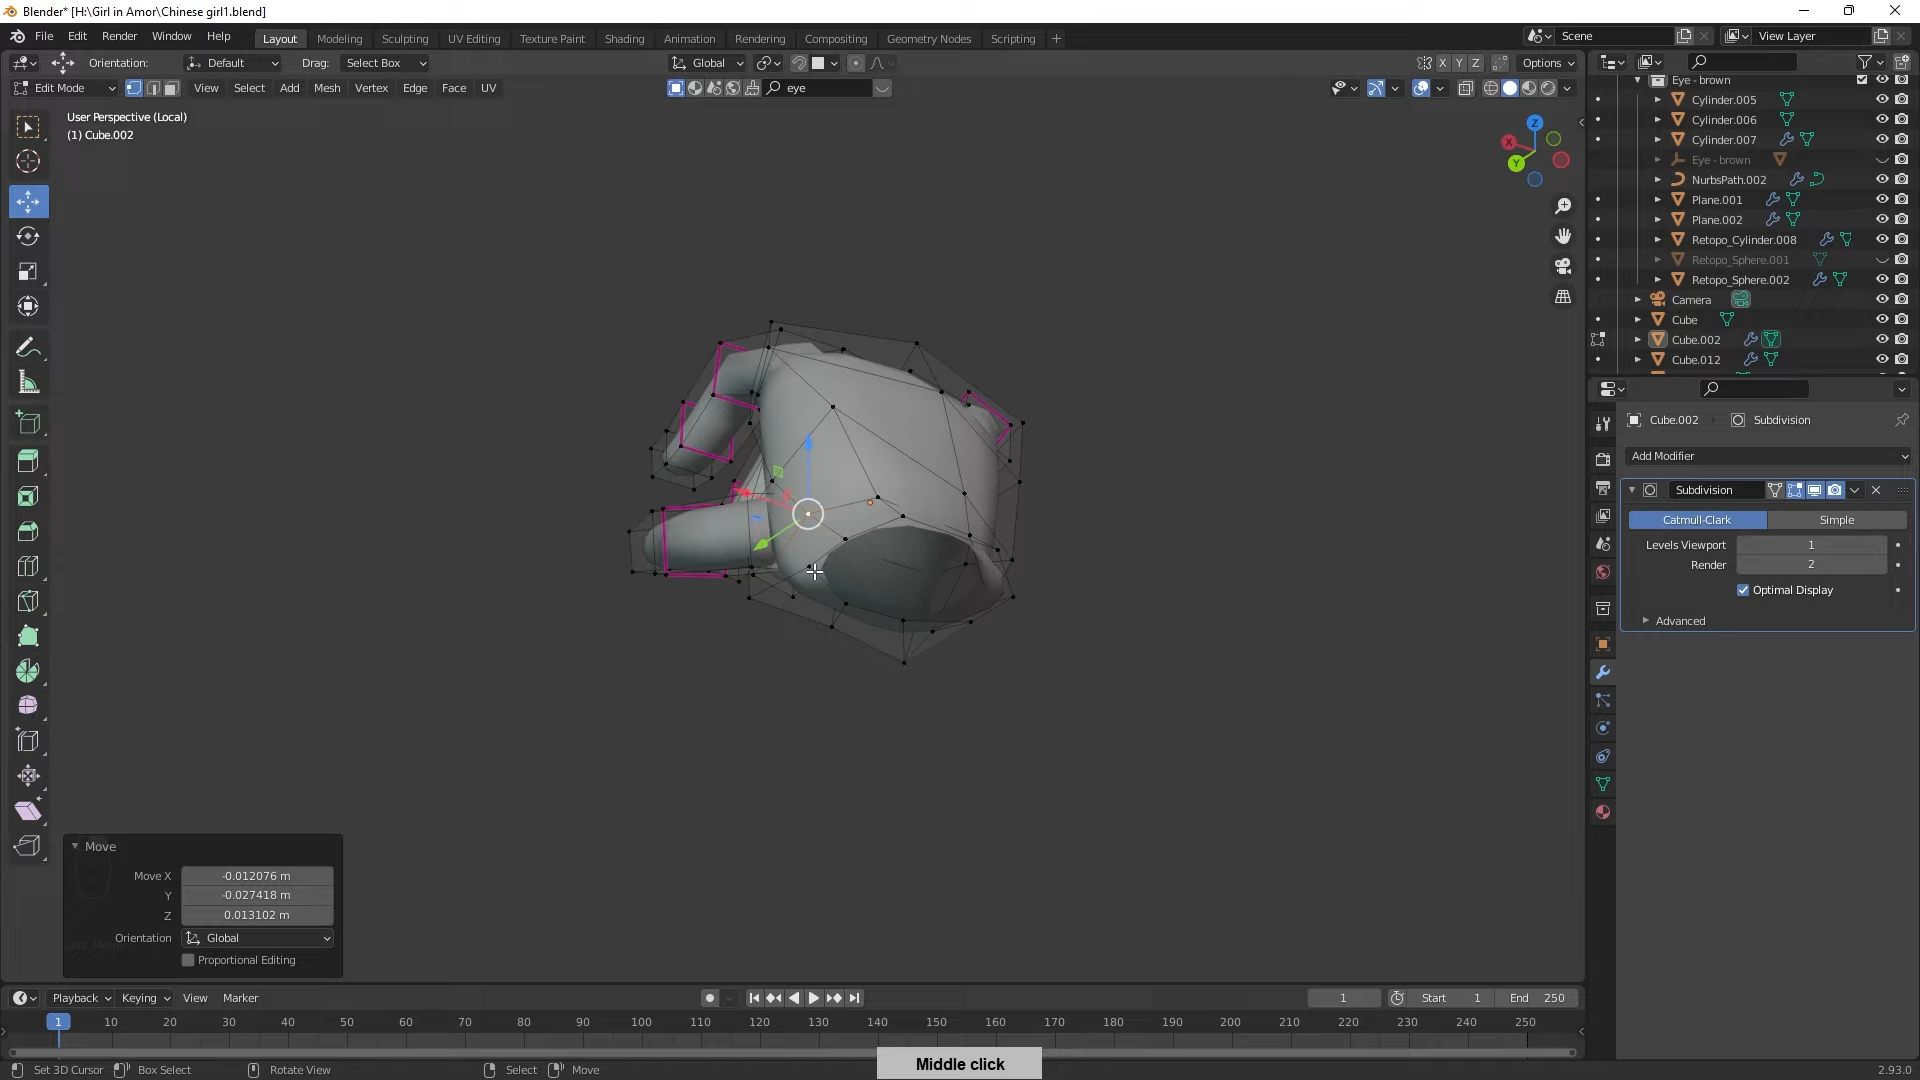 Blender* [H:\Girl in Amor\Chinese girl1.blend]
File Edit Render Window Help Layout Modeling Sculpting UV Editing Texture Paint Shading Animation Rendering Compositing Geometry Nodes Scripting + Scene View Layer
Orientation: Default Drag: Select Box Global X Y Z Options
Edit Mode View Select Add Mesh Vertex Edge Face UV eye
User Perspective (Local)
(1) Cube.002
Z
X
Y
Eye - brown
Cylinder.005
Cylinder.006
Cylinder.007
Eye - brown
NurbsPath.002
Plane.001
Plane.002
Retopo_Cylinder.008
Retopo_Sphere.001
Retopo_Sphere.002
Camera
Cube
Cube.002
Cube.012
Cube.002 Subdivision
Add Modifier
Subdivision
Catmull-Clark Simple
Levels Viewport 1
Render 2
Optimal Display
Advanced
Move
Move X -0.012076 m
Y -0.027418 m
Z 0.013102 m
Orientation Global
Proportional Editing
Playback Keying View Marker 1 Start 1 End 250
1 10 20 30 40 50 60 70 80 90 100 110 120 130 140 150 160 170 180 190 200 210 220 230 240 250
Middle click
Set 3D Cursor Box Select Rotate View Select Move 2.93.0